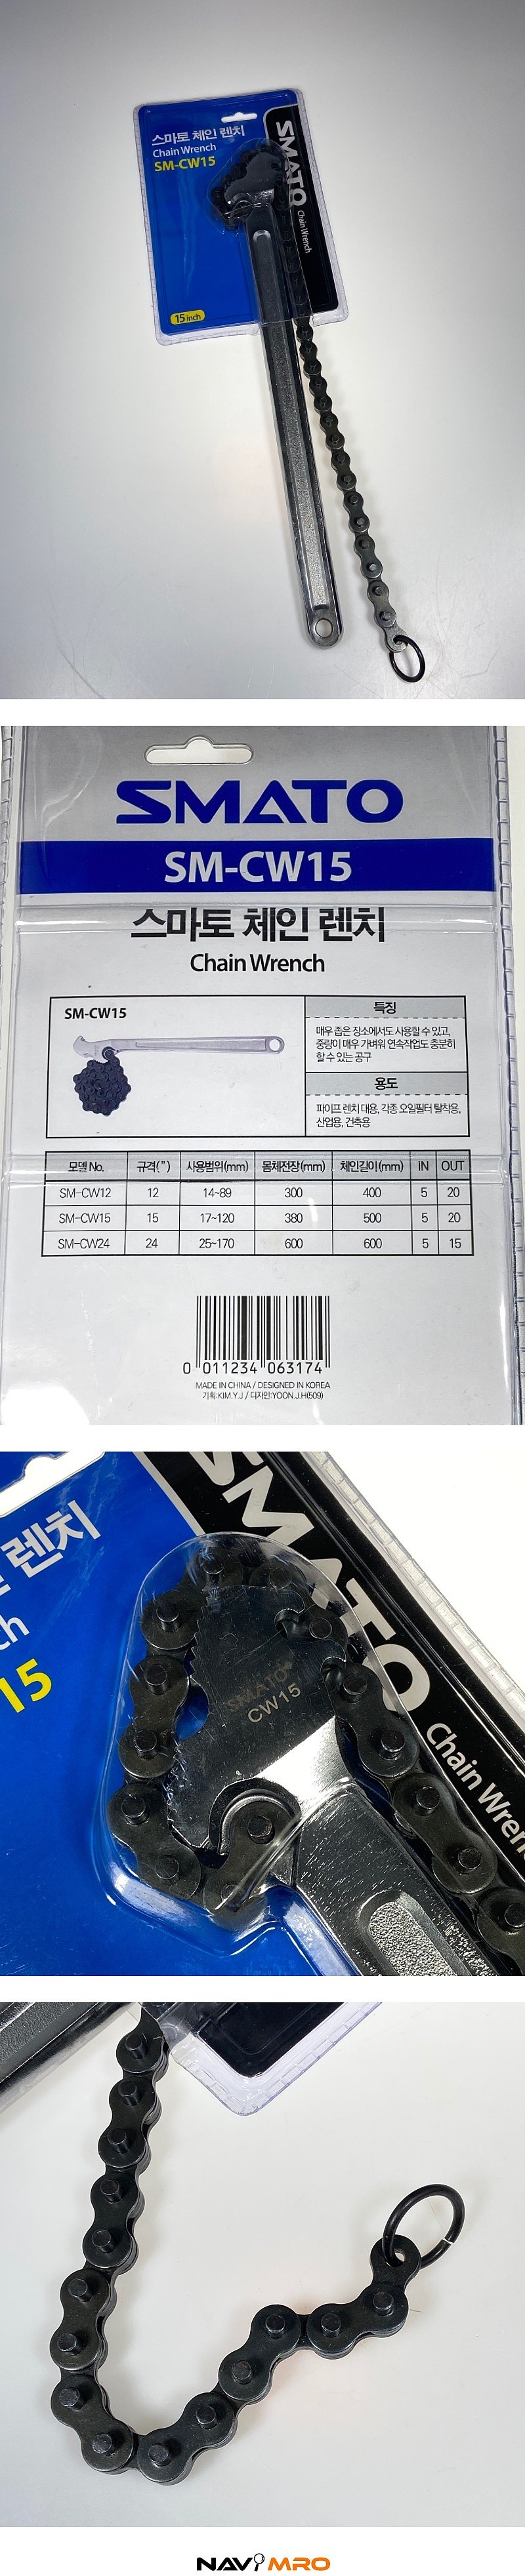 스마토 체인 렌치
Chain Wrench
SM-CW15
SMATO Chain Wrench
15 inch
SMATO
SM-CW15
스마토 체인 렌치
Chain Wrench
SM-CW15
특징
매우 좁은 장소에서도 사용할 수 있고,
중량이 매우 가벼워 연속작업도 충분히
할 수 있는 공구
용도
파이프 렌치 대용, 각종 오일필터 탈착용,
산업용, 건축용
모델 No. 규격(") 사용범위(mm) 몸체전장(mm) 체인길이(mm) IN OUT
SM-CW12 12 14~89 300 400 5 20
SM-CW15 15 17~120 380 500 5 20
SM-CW24 24 25~170 600 600 5 15
0 011234 063174
MADE IN CHINA / DESIGNED IN KOREA
기획:KIM.Y.J / 디자인:YOON.J.H(509)
렌치
ch
15
SMATO
Chain Wren
SMATO
CW15
NAVIMRO